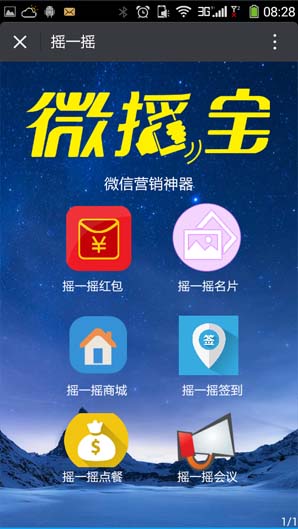 3G
08:28
摇一摇
微摇宝
微信营销神器
¥
摇一摇红包
摇一摇名片
摇一摇商城
签
摇一摇签到
$
摇一摇点餐
摇一摇会议
1/1